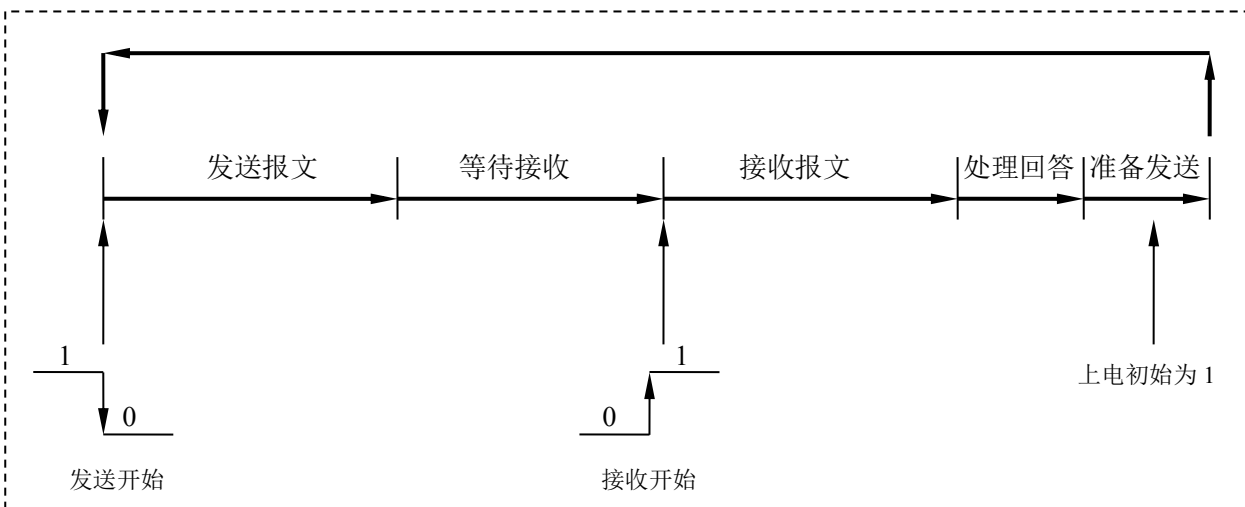 发送报文 等待接收 接收报文 处理回答 准备发送
1 1
上电初始为 1
0 0
发送开始 接收开始